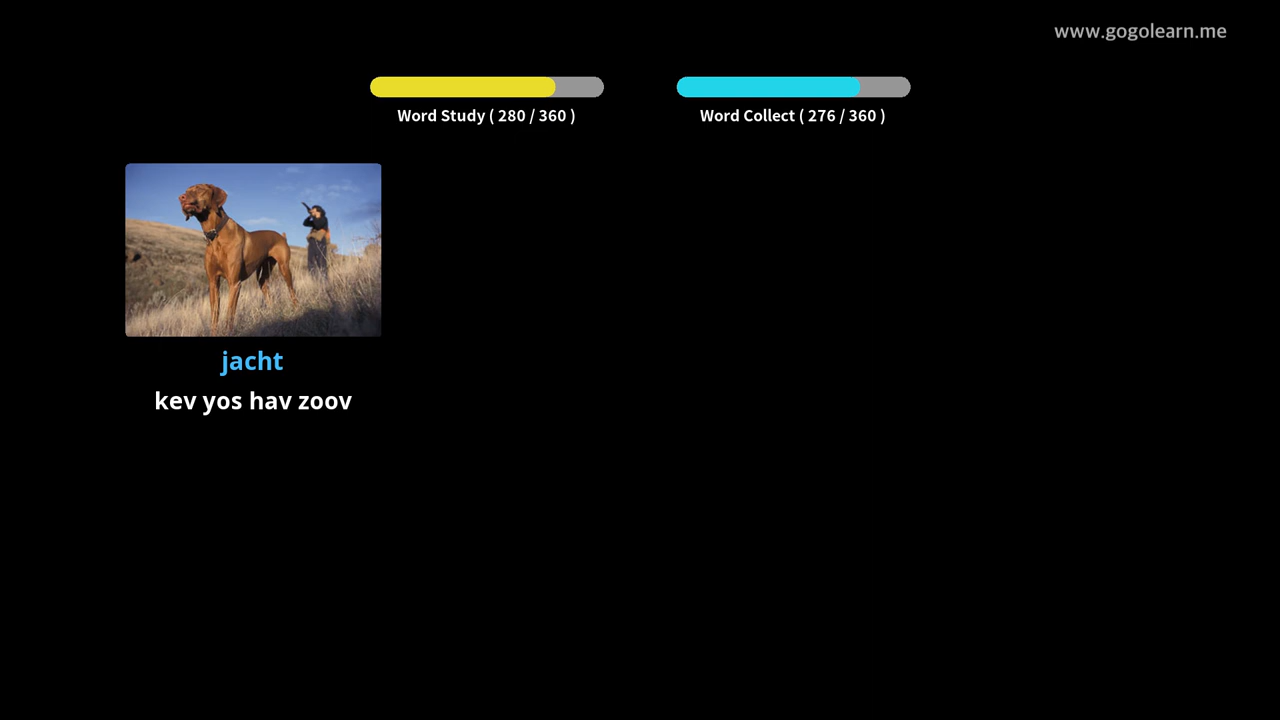 www.gogolearn.me
Word Study ( 280 / 360 )
Word Collect ( 276 / 360 )
jacht
kev yos hav zoov